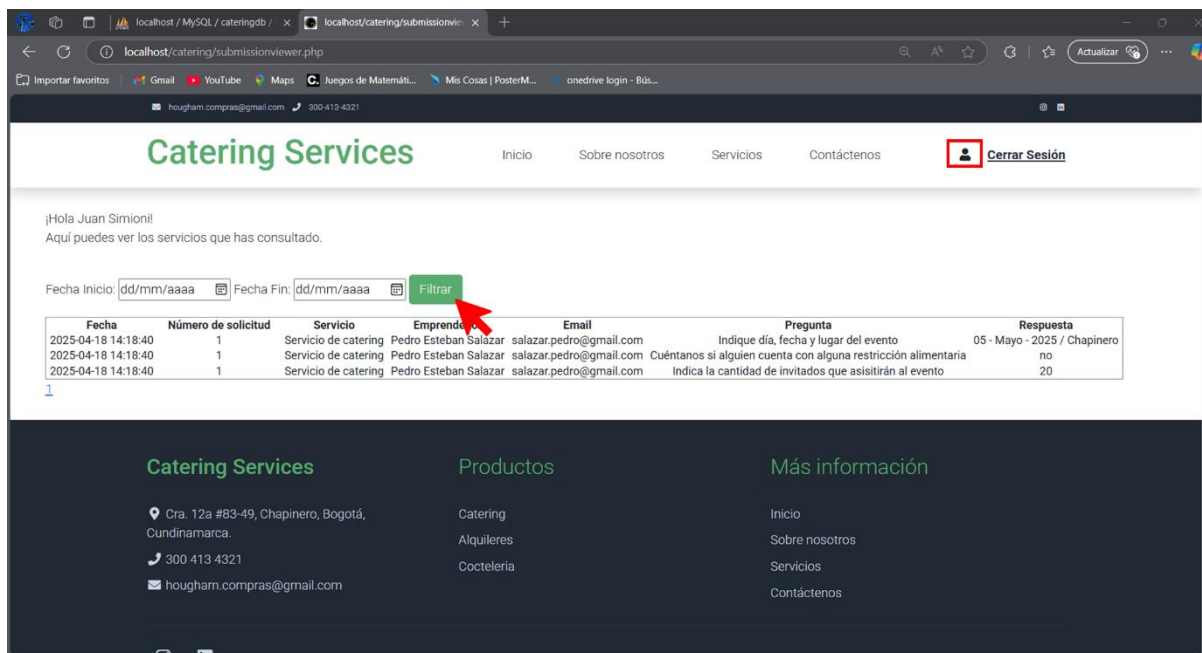 localhost / MySQL / cateringdb /
localhost/catering/submissionvie
localhost/catering/submissionviewer.php
Actualizar
Importar favoritos Gmail YouTube Maps Juegos de Matemáti... Mis Cosas | PosterM... onedrive login - Bús...
hougham.compras@gmail.com 300-413-4321
Catering Services
Inicio Sobre nosotros Servicios Contáctenos Cerrar Sesión
¡Hola Juan Simioni!
Aquí puedes ver los servicios que has consultado.
Fecha Inicio: dd/mm/aaaa Fecha Fin: dd/mm/aaaa Filtrar
Fecha Número de solicitud Servicio Email Pregunta Respuesta
2025-04-18 14:18:40 1 Servicio de catering Pedro Esteban Salazar salazar.pedro@gmail.com Indique día, fecha y lugar del evento 05 - Mayo - 2025 / Chapinero
2025-04-18 14:18:40 1 Servicio de catering Pedro Esteban Salazar salazar.pedro@gmail.com Cuéntanos si alguien cuenta con alguna restricción alimentaria no
2025-04-18 14:18:40 1 Servicio de catering Pedro Esteban Salazar salazar.pedro@gmail.com Indica la cantidad de invitados que asisitirán al evento 20
1
Catering Services
Productos
Más información
Cra. 12a #83-49, Chapinero, Bogotá,
Cundinamarca.
300 413 4321
hougham.compras@gmail.com
Catering
Alquileres
Cocteleria
Inicio
Sobre nosotros
Servicios
Contáctenos